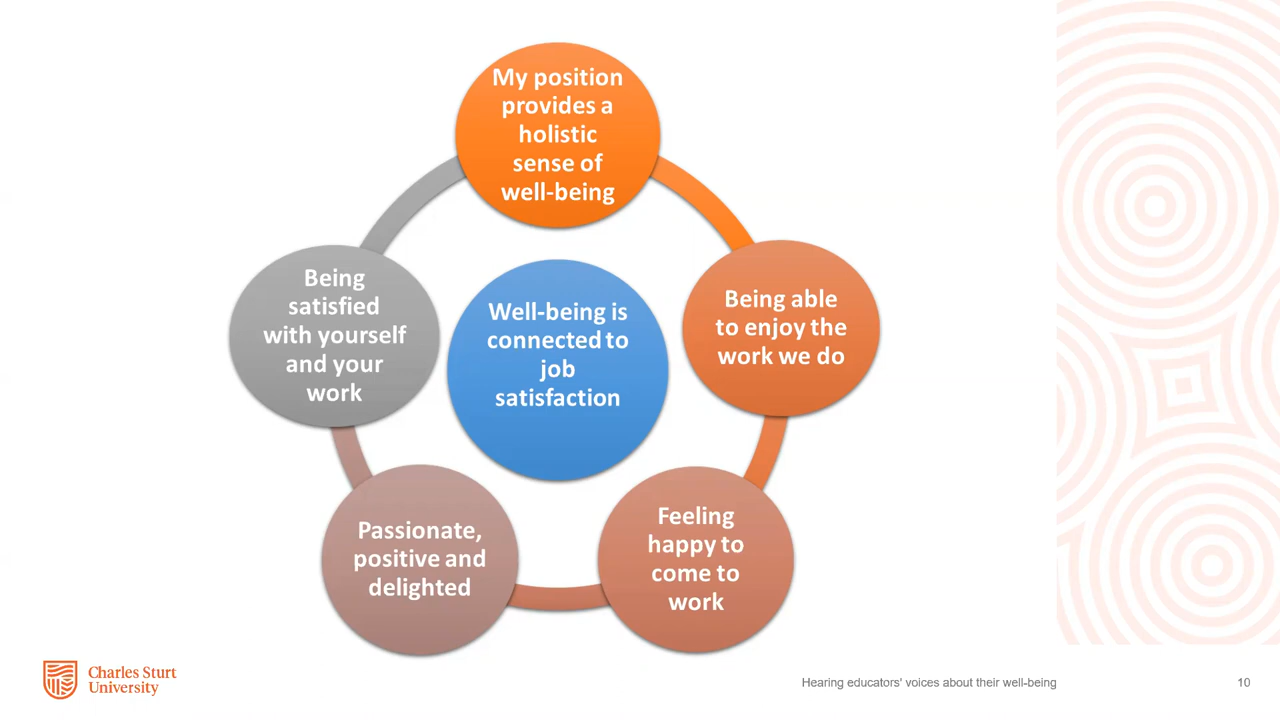 My position
provides a
holistic
sense of
well-being
Being able
to enjoy the
work we do
Feeling
happy to
come to
work
Passionate,
positive and
delighted
Being
satisfied
with yourself
and your
work
Well-being is
connected to
job
satisfaction
Charles Sturt
University
Hearing educators' voices about their well-being
10